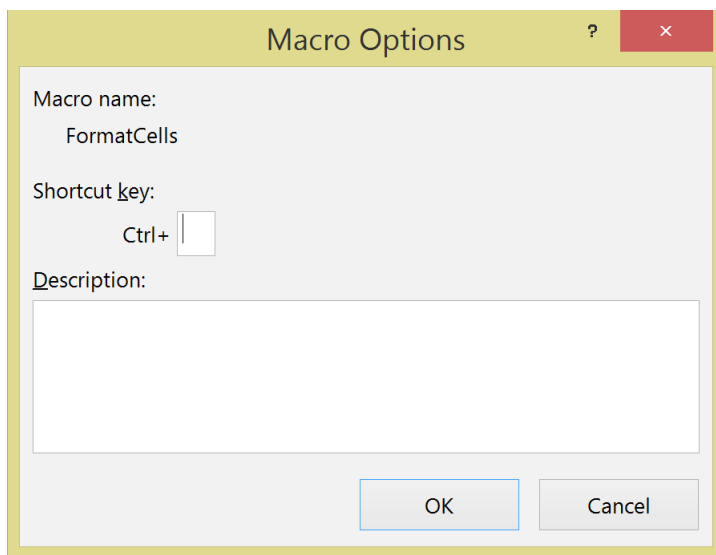 Macro Options ? ×
Macro name:
FormatCells
Shortcut key:
Ctrl+
Description:
OK Cancel